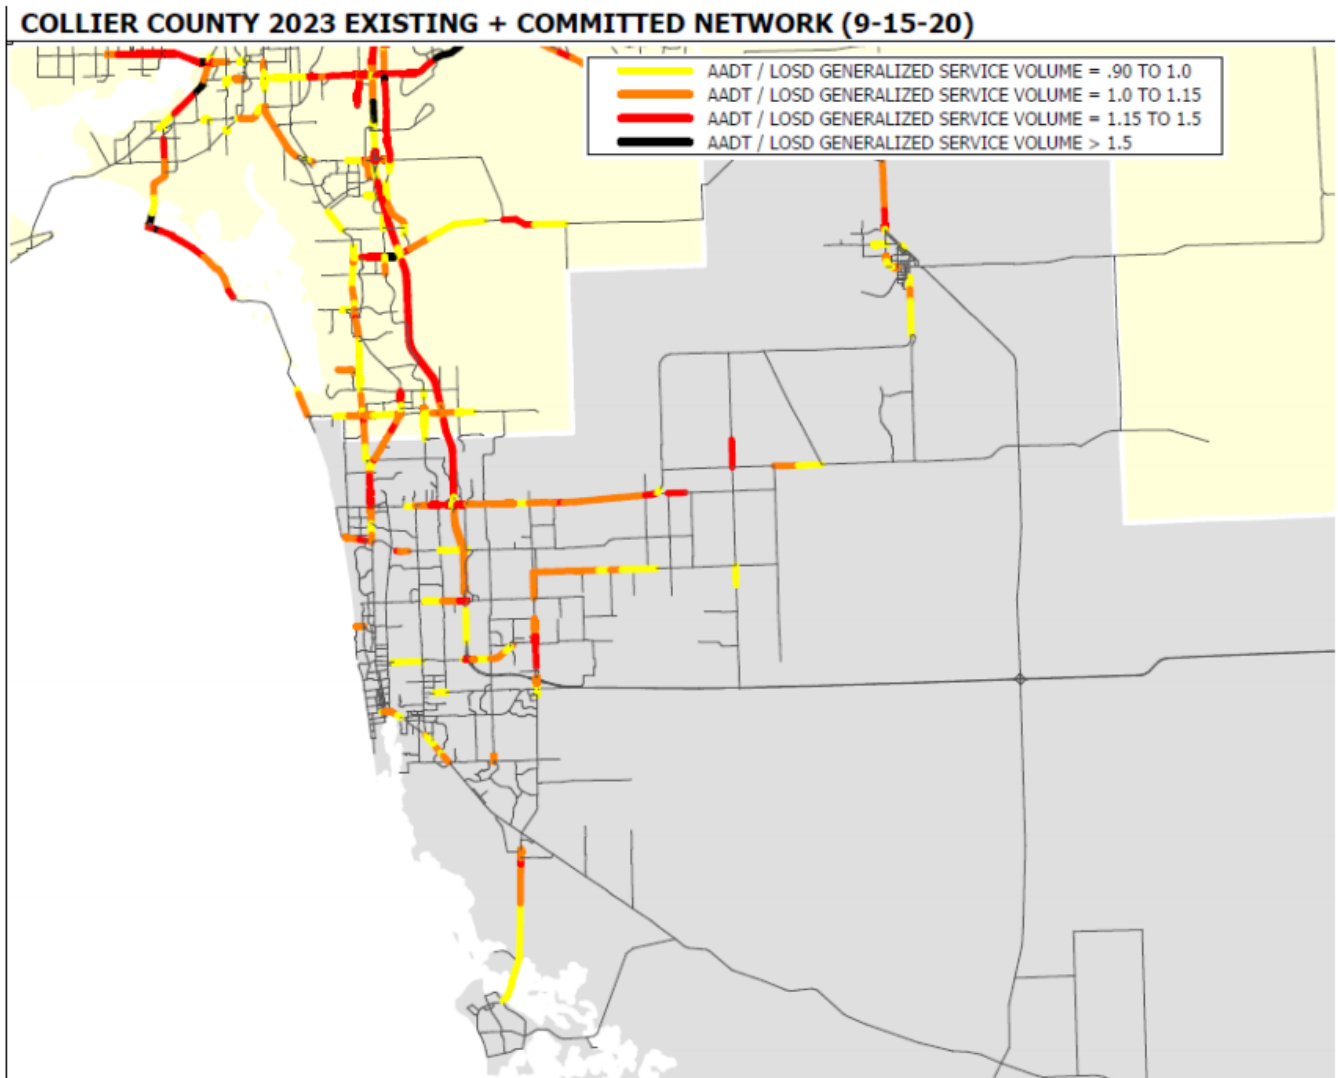 COLLIER COUNTY 2023 EXISTING + COMMITTED NETWORK (9-15-20)
AADT / LOSD GENERALIZED SERVICE VOLUME = .90 TO 1.0
AADT / LOSD GENERALIZED SERVICE VOLUME = 1.0 TO 1.15
AADT / LOSD GENERALIZED SERVICE VOLUME = 1.15 TO 1.5
AADT / LOSD GENERALIZED SERVICE VOLUME > 1.5